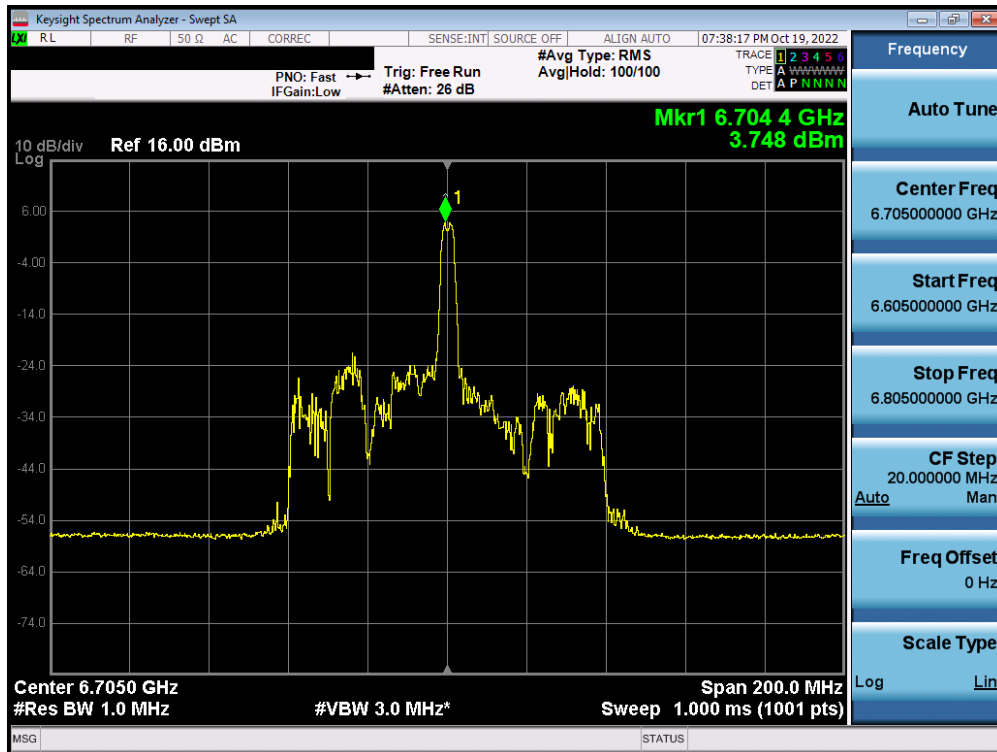 Keysight Spectrum Analyzer - Swept SA
LXI RL RF 50 Ω AC CORREC SENSE:INT SOURCE OFF ALIGN AUTO 07:38:17 PM Oct 19, 2022
PNO: Fast
IFGain:Low
Trig: Free Run
#Atten: 26 dB
#Avg Type: RMS
Avg|Hold: 100/100
TRACE 1 2 3 4 5 6
TYPE A WWWWW
DET A P N N N N
Mkr1 6.704 4 GHz
3.748 dBm
10 dB/div Ref 16.00 dBm
Log
1
6.00
-4.00
-14.0
-24.0
-34.0
-44.0
-54.0
-64.0
-74.0
Center 6.7050 GHz Span 200.0 MHz
#Res BW 1.0 MHz #VBW 3.0 MHz* Sweep 1.000 ms (1001 pts)
MSG STATUS
Frequency
Auto Tune
Center Freq
6.705000000 GHz
Start Freq
6.605000000 GHz
Stop Freq
6.805000000 GHz
CF Step
20.000000 MHz
Auto Man
Freq Offset
0 Hz
Scale Type
Log Lin